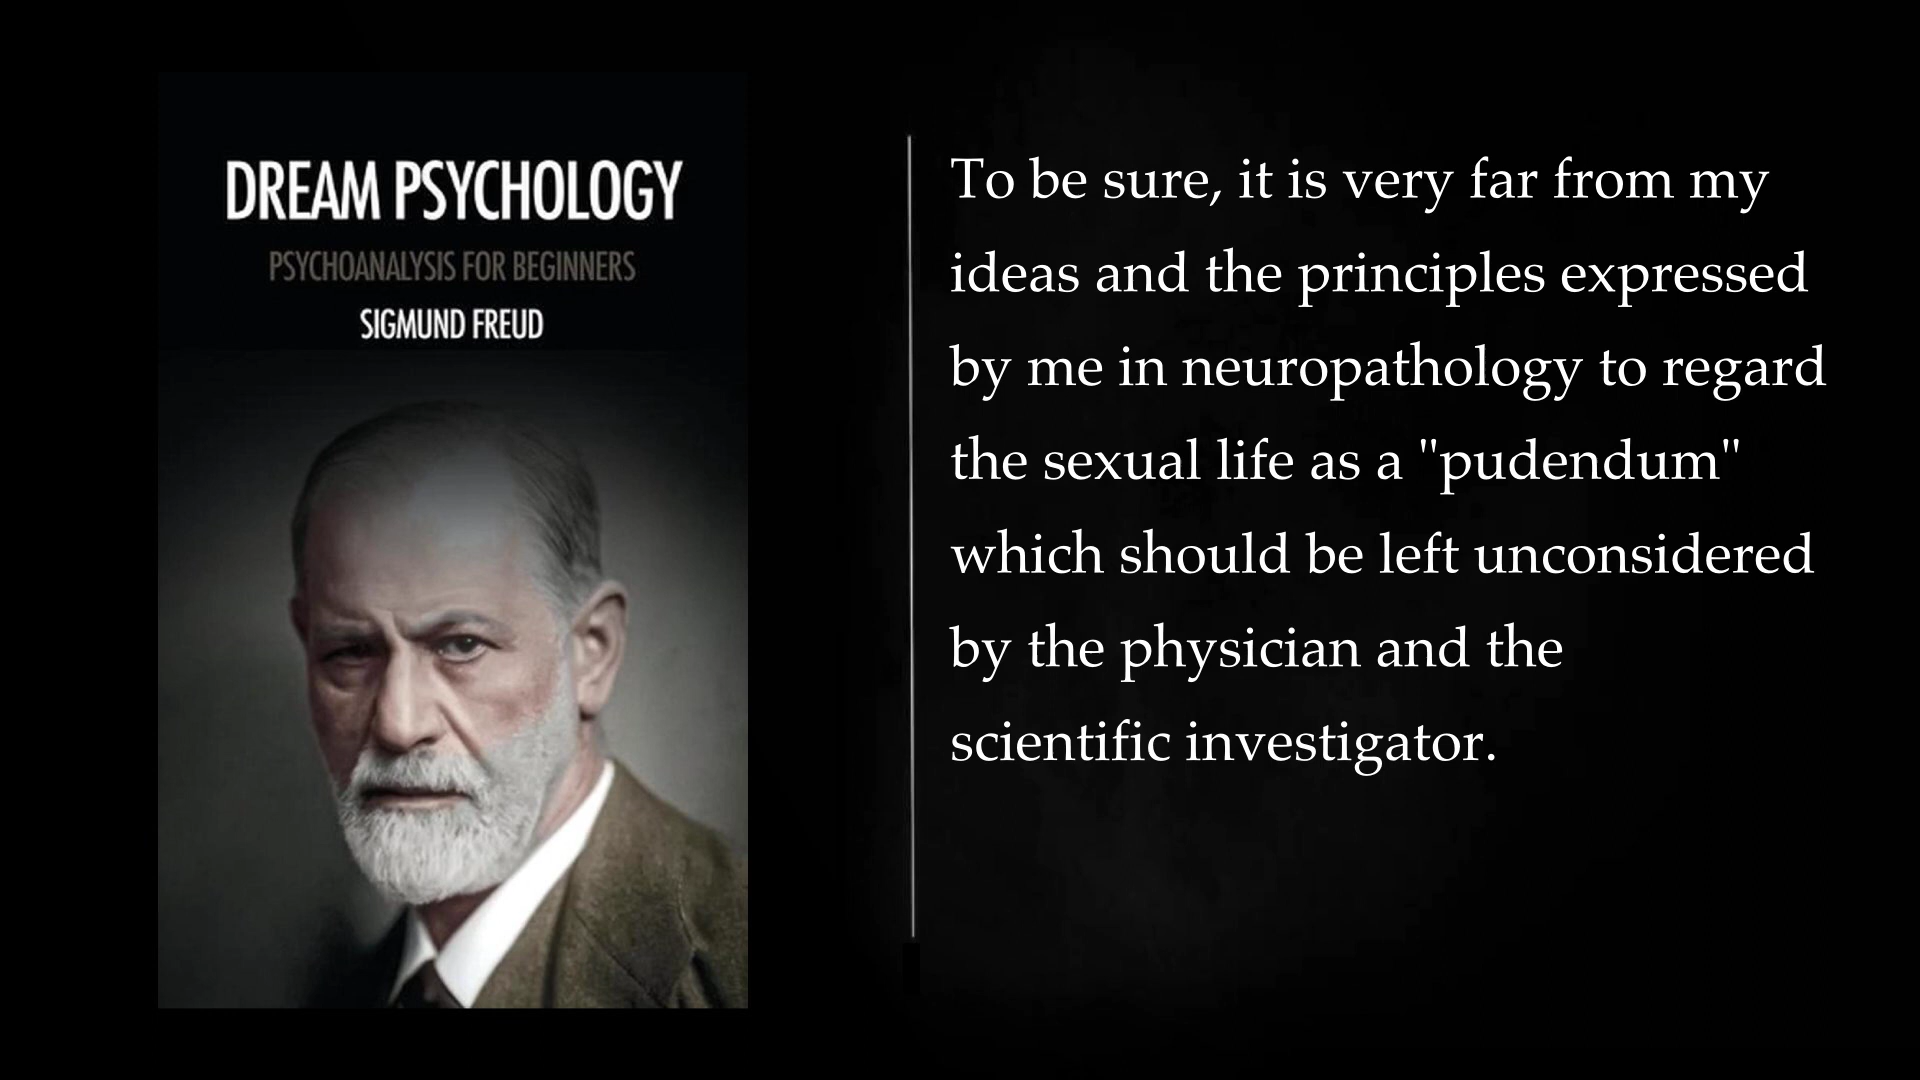 DREAM PSYCHOLOGY
PSYCHOANALYSIS FOR BEGINNERS
SIGMUND FREUD
To be sure, it is very far from my
ideas and the principles expressed
by me in neuropathology to regard
the sexual life as a "pudendum"
which should be left unconsidered
by the physician and the
scientific investigator.